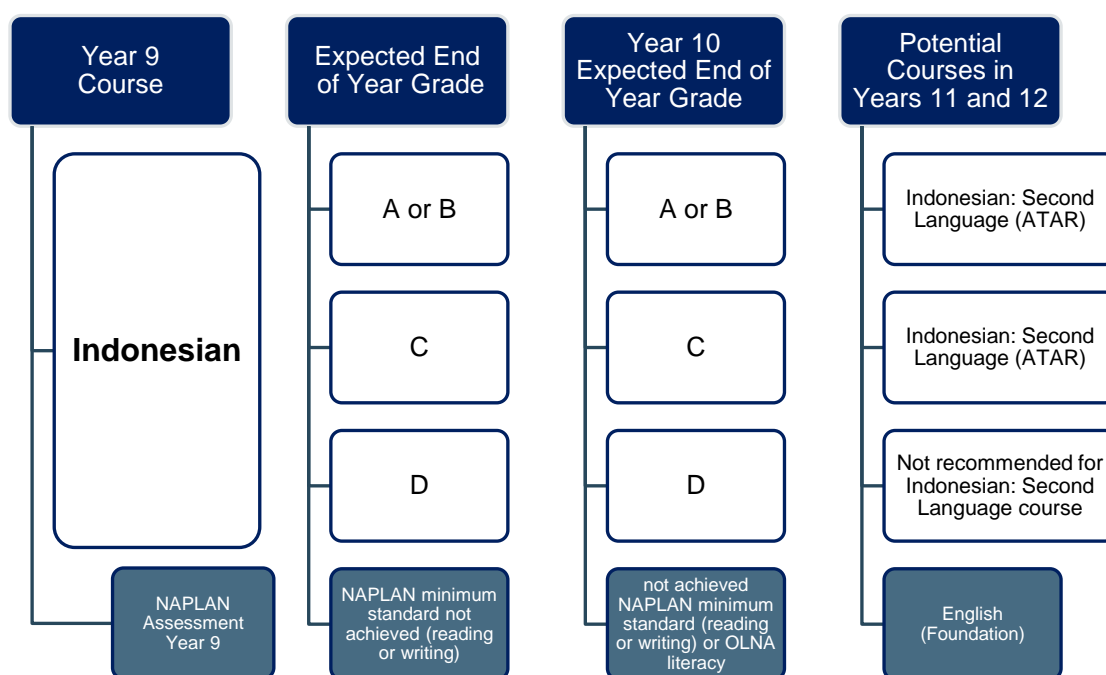 Year 9
Course
Expected End
of Year Grade
Year 10
Expected End of
Year Grade
Potential
Courses in
Years 11 and 12
Indonesian
A or B
A or B
Indonesian: Second
Language (ATAR)
C
C
Indonesian: Second
Language (ATAR)
D
D
Not recommended for
Indonesian: Second
Language course
NAPLAN
Assessment
Year 9
NAPLAN minimum
standard not
achieved (reading
or writing)
not achieved
NAPLAN minimum
standard (reading
or writing) or OLNA
literacy
English
(Foundation)